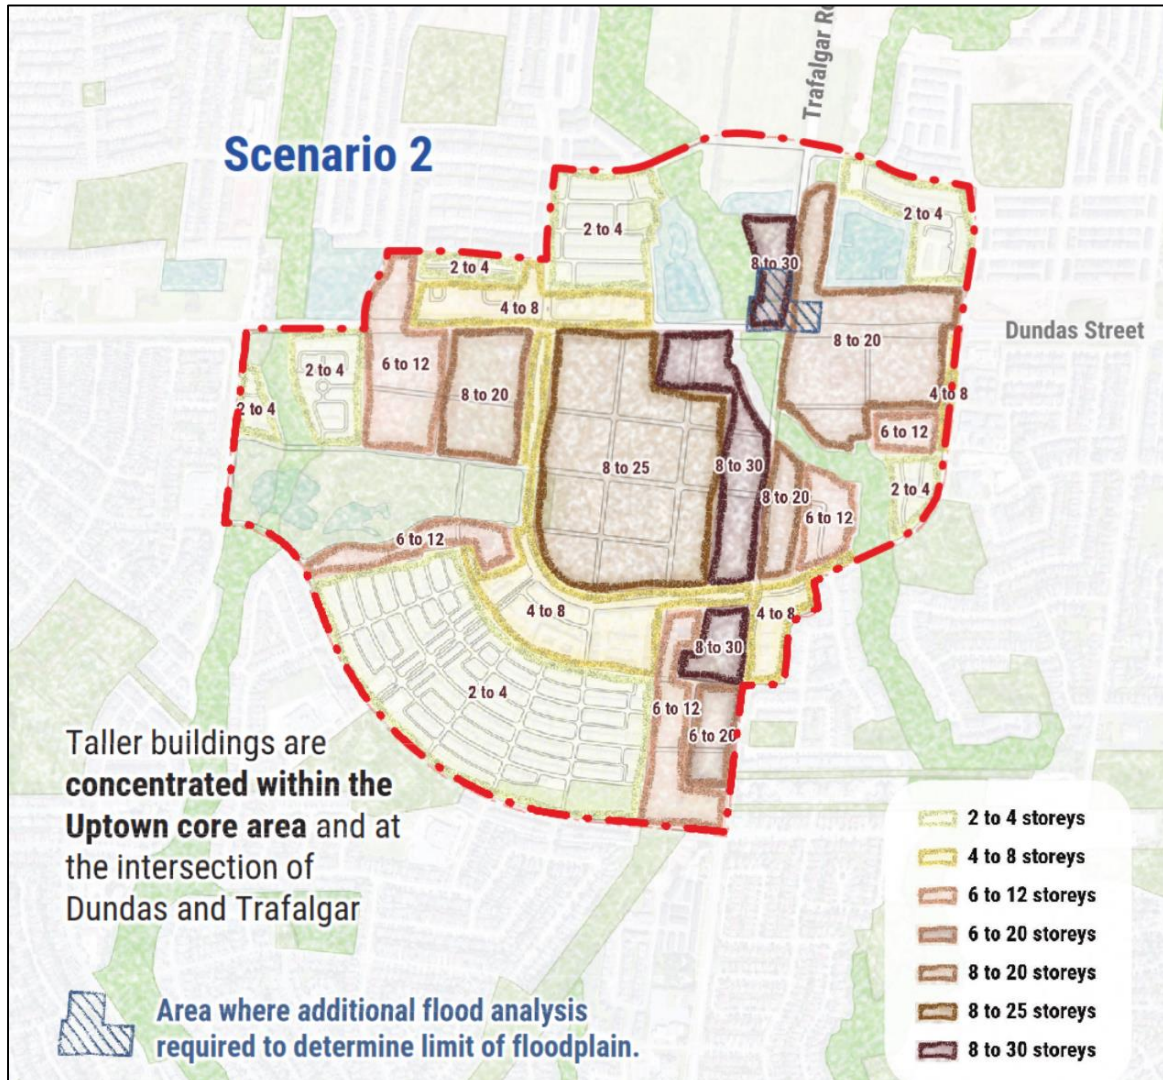 Trafalgar R
Scenario 2
2 to 4
2 to 4
2 to 4
8 to 30
4 to 8
Dundas Street
8 to 20
6 to 12
2 to 4
8 to 20
4 to 8
2 to 4
6 to 12
8 to 25
8 to 30
8 to 20
2 to 4
6 to 12
6 to 12
4 to 8
4 to 8
8 to 30
2 to 4
6 to 12
6 to 20
Taller buildings are
concentrated within the
Uptown core area and at
the intersection of
Dundas and Trafalgar
2 to 4 storeys
4 to 8 storeys
6 to 12 storeys
6 to 20 storeys
8 to 20 storeys
8 to 25 storeys
8 to 30 storeys
Area where additional flood analysis
required to determine limit of floodplain.